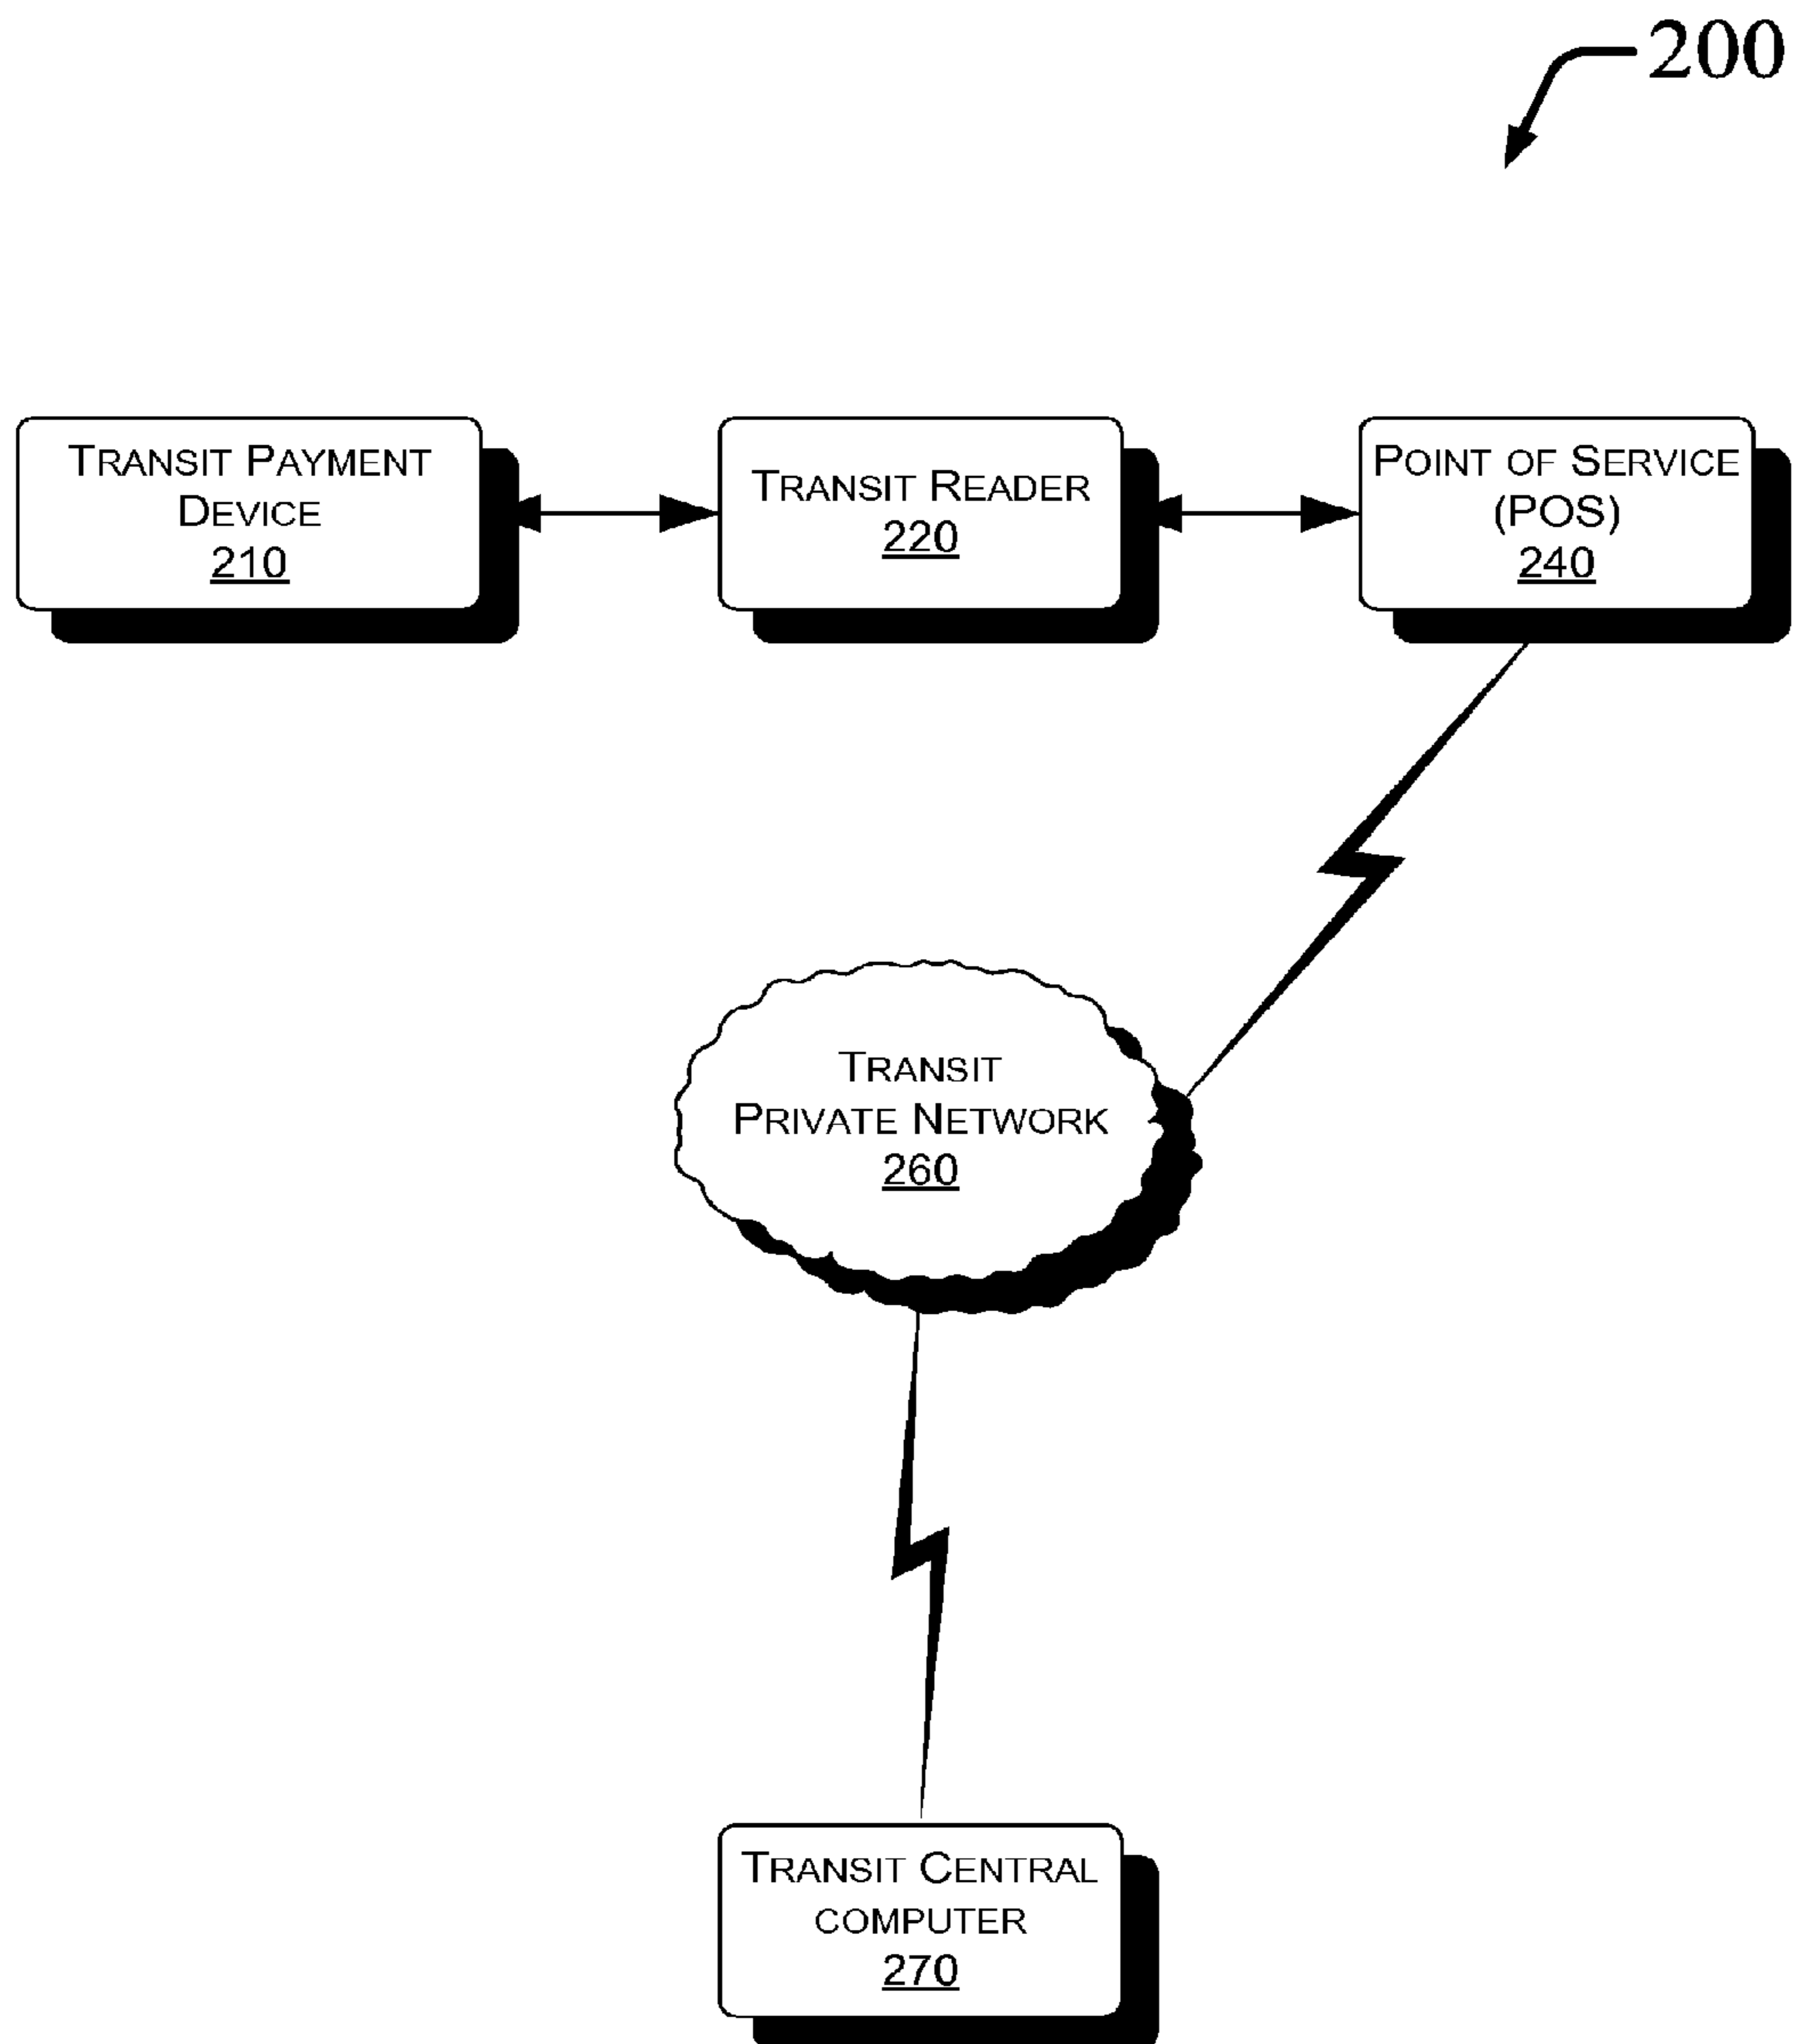 200
TRANSIT PAYMENT
DEVICE
210
TRANSIT READER
220
POINT OF SERVICE
(POS)
240
TRANSIT
PRIVATE NETWORK
260
TRANSIT CENTRAL
COMPUTER
270